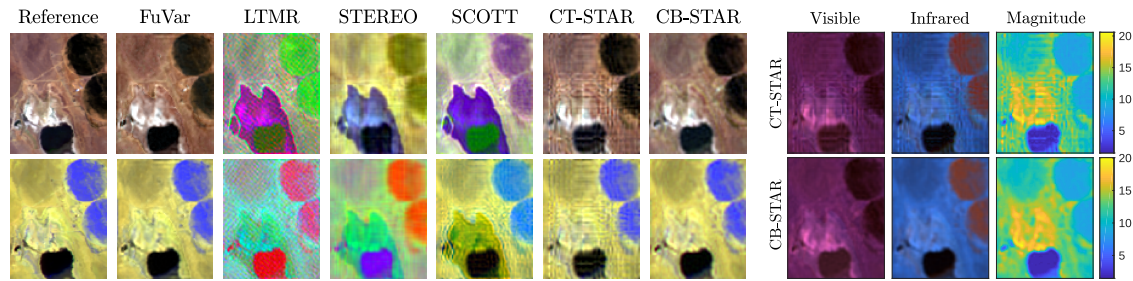 Reference FuVar LTMR STEREO SCOTT CT-STAR CB-STAR
Visible Infrared Magnitude
CT-STAR
20
15
10
5
CB-STAR
20
15
10
5